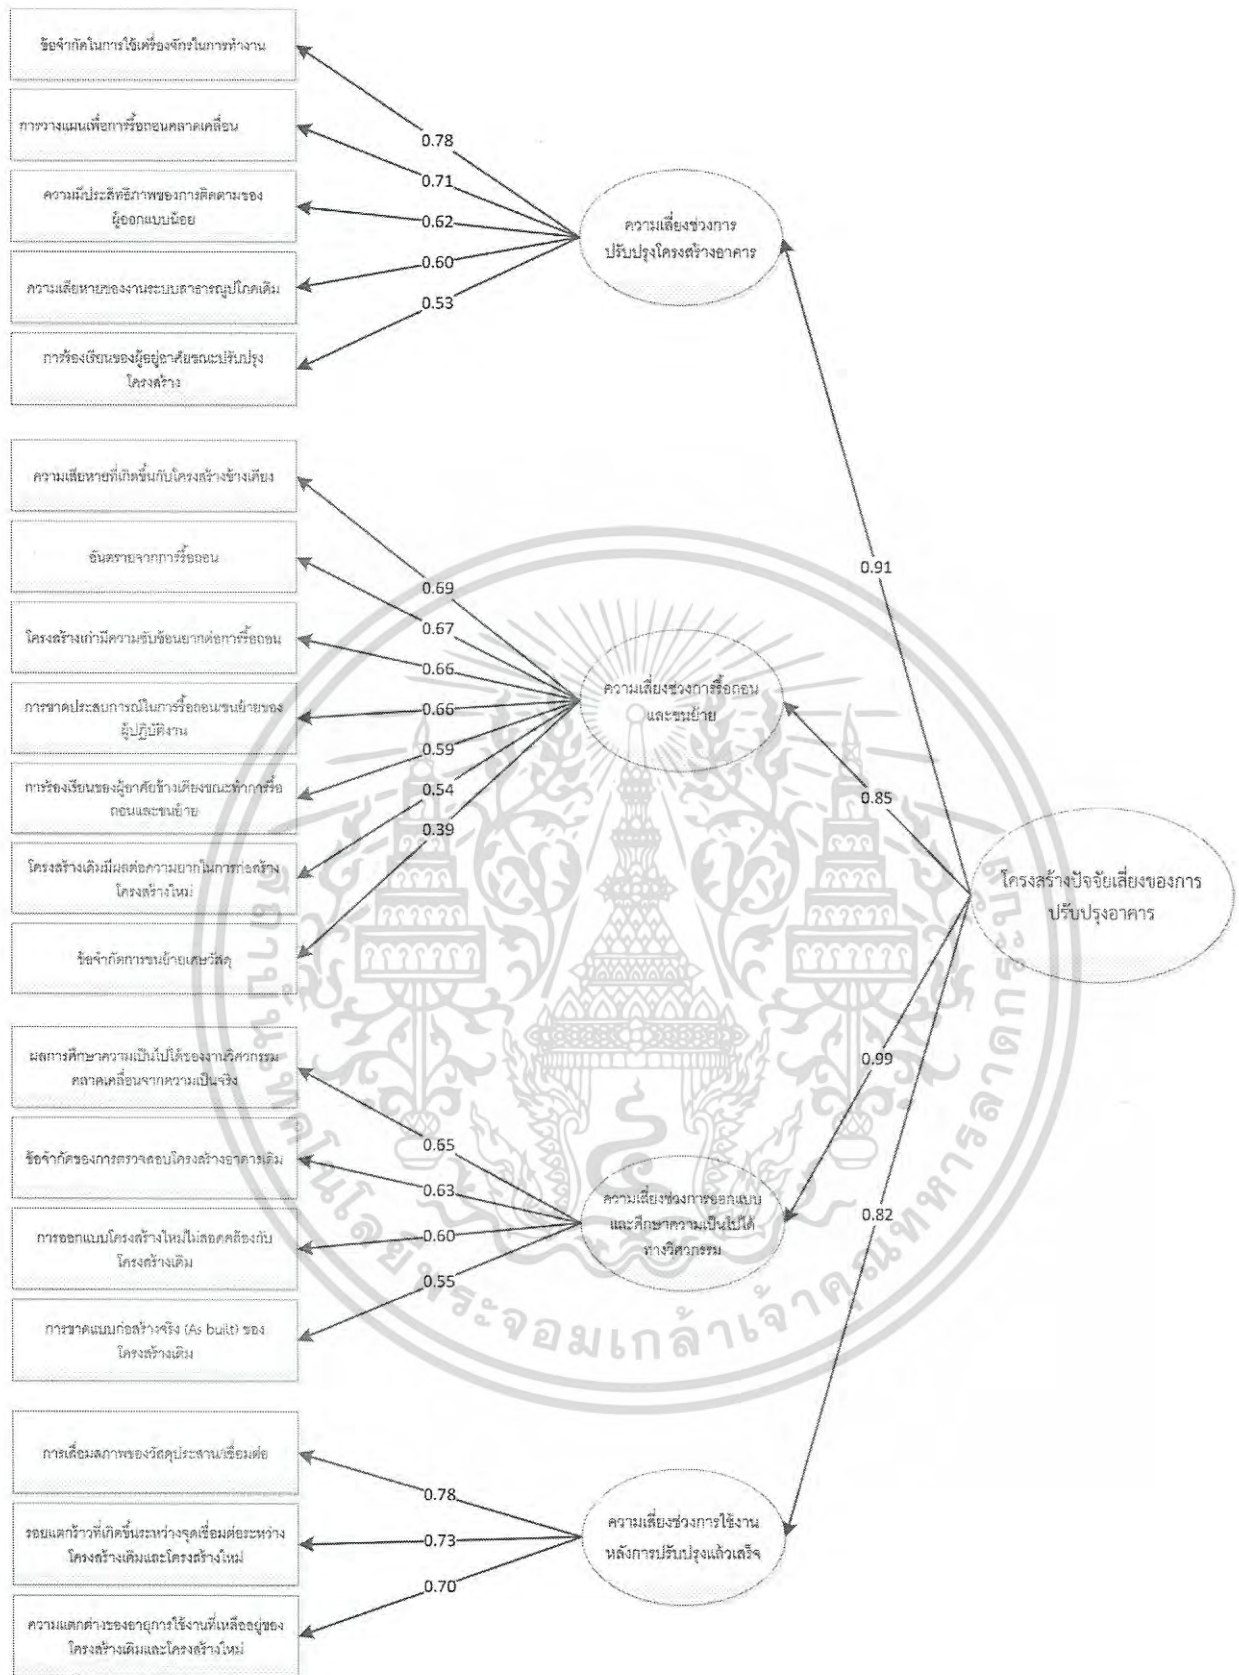 ข้อจำกัดในการใช้เครื่องจักรในการทำงาน
การวางแผนเพื่อการรื้อถอนคลาดเคลื่อน
ความมีประสิทธิภาพของการติดตามของ
ผู้ออกแบบน้อย
ความเสียหายของงานระบบสาธารณูปโภคเดิม
การร้องเรียนของผู้อยู่อาศัยขณะปรับปรุง
โครงสร้าง
0.78
0.71
0.62
0.60
0.53
ความเสี่ยงช่วงการ
ปรับปรุงโครงสร้างอาคาร
ความเสียหายที่เกิดขึ้นกับโครงสร้างข้างเคียง
อันตรายจากการรื้อถอน
โครงสร้างเก่ามีความซับซ้อนยากต่อการรื้อถอน
การขาดประสบการณ์ในการรื้อถอน/ขนย้ายของ
ผู้ปฏิบัติงาน
การร้องเรียนของผู้อาศัยข้างเคียงขณะทำการรื้อ
ถอนและขนย้าย
โครงสร้างเดิมมีผลต่อความยากในการก่อสร้าง
โครงสร้างใหม่
ข้อจำกัดการขนย้ายเศษวัสดุ
0.69
0.67
0.66
0.66
0.59
0.54
0.39
ความเสี่ยงช่วงการรื้อถอน
และขนย้าย
0.91
0.85
0.99
0.82
โครงสร้างปัจจัยเสี่ยงของการ
ปรับปรุงอาคาร
ผลการศึกษาความเป็นไปได้ของงานวิศวกรรม
คลาดเคลื่อนจากความเป็นจริง
ข้อจำกัดของการตรวจสอบโครงสร้างอาคารเดิม
การออกแบบโครงสร้างใหม่ไม่สอดคล้องกับ
โครงสร้างเดิม
การขาดแบบก่อสร้างจริง (As built) ของ
โครงสร้างเดิม
0.65
0.63
0.60
0.55
ความเสี่ยงช่วงการออกแบบ
และศึกษาความเป็นไปได้
ทางวิศวกรรม
การเสื่อมสภาพของวัสดุประสาน/เชื่อมต่อ
รอยแตกร้าวที่เกิดขึ้นระหว่างจุดเชื่อมต่อระหว่าง
โครงสร้างเดิมและโครงสร้างใหม่
ความแตกต่างของอายุการใช้งานที่เหลืออยู่ของ
โครงสร้างเดิมและโครงสร้างใหม่
0.78
0.73
0.70
ความเสี่ยงช่วงการใช้งาน
หลังการปรับปรุงแล้วเสร็จ
สถาบันเทคโนโลยีพระจอมเกล้าเจ้าคุณทหารลาดกระบัง